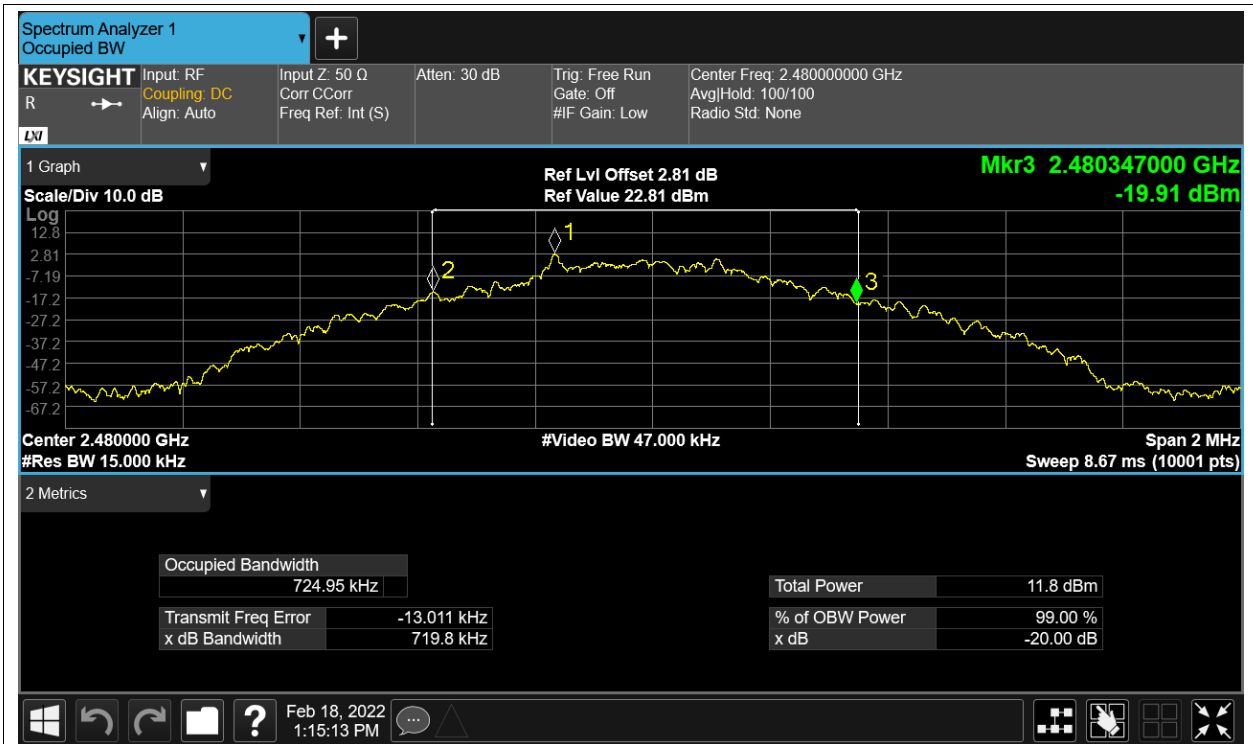 Spectrum Analyzer 1
Occupied BW
KEYSIGHT
R
LXI
Input: RF
Coupling: DC
Align: Auto
Input Z: 50 Ω
Corr CCorr
Freq Ref: Int (S)
Atten: 30 dB
Trig: Free Run
Gate: Off
#IF Gain: Low
Center Freq: 2.480000000 GHz
Avg|Hold: 100/100
Radio Std: None
1 Graph
Scale/Div 10.0 dB
Ref Lvl Offset 2.81 dB
Ref Value 22.81 dBm
Mkr3 2.480347000 GHz
-19.91 dBm
Log
12.8
2.81
-7.19
-17.2
-27.2
-37.2
-47.2
-57.2
-67.2
1
2
3
Center 2.480000 GHz
#Res BW 15.000 kHz
#Video BW 47.000 kHz
Span 2 MHz
Sweep 8.67 ms (10001 pts)
2 Metrics
Occupied Bandwidth
724.95 kHz
Transmit Freq Error -13.011 kHz
x dB Bandwidth 719.8 kHz
Total Power 11.8 dBm
% of OBW Power 99.00 %
x dB -20.00 dB
?
Feb 18, 2022
1:15:13 PM